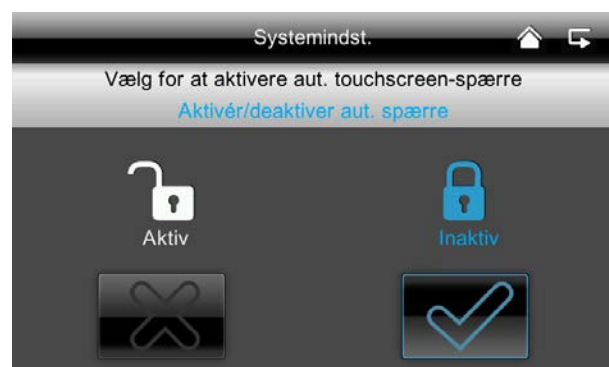 Systemindst.
Vælg for at aktivere aut. touchscreen-spærre
Aktivér/deaktiver aut. spærre
Aktiv
Inaktiv